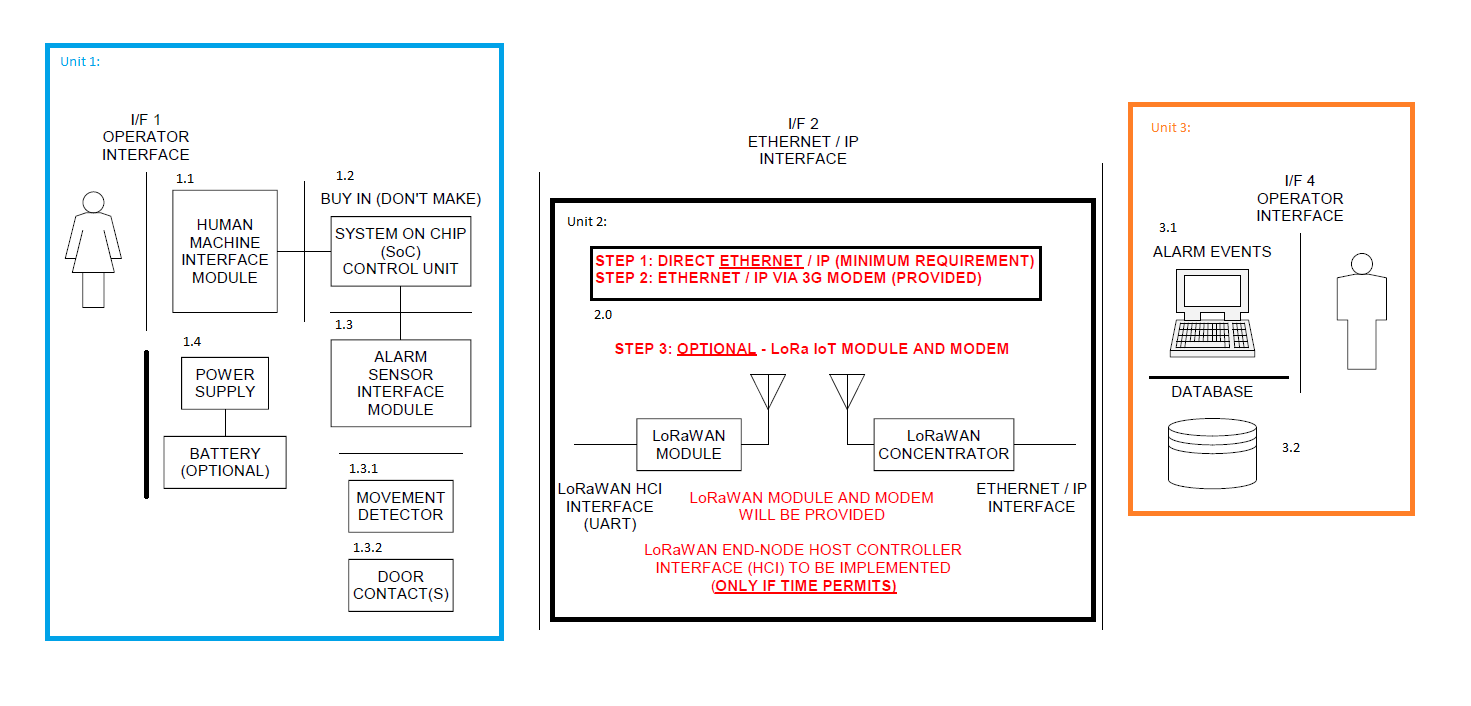 Unit 1:
I/F 1
OPERATOR
INTERFACE
1.1
HUMAN
MACHINE
INTERFACE
MODULE
1.2
BUY IN (DON'T MAKE)
SYSTEM ON CHIP
(SoC)
CONTROL UNIT
1.3
ALARM
SENSOR
INTERFACE
MODULE
1.4
POWER
SUPPLY
BATTERY
(OPTIONAL)
1.3.1
MOVEMENT
DETECTOR
1.3.2
DOOR
CONTACT(S)
I/F 2
ETHERNET / IP
INTERFACE
Unit 2:
STEP 1: DIRECT ETHERNET / IP (MINIMUM REQUIREMENT)
STEP 2: ETHERNET / IP VIA 3G MODEM (PROVIDED)
2.0
STEP 3: OPTIONAL - LoRa IoT MODULE AND MODEM
LoRaWAN
MODULE
LoRaWAN
CONCENTRATOR
LoRaWAN HCI
INTERFACE
(UART)
LoRaWAN MODULE AND MODEM
WILL BE PROVIDED
ETHERNET / IP
INTERFACE
LoRaWAN END-NODE HOST CONTROLLER
INTERFACE (HCI) TO BE IMPLEMENTED
(ONLY IF TIME PERMITS)
Unit 3:
I/F 4
OPERATOR
INTERFACE
3.1
ALARM EVENTS
DATABASE
3.2